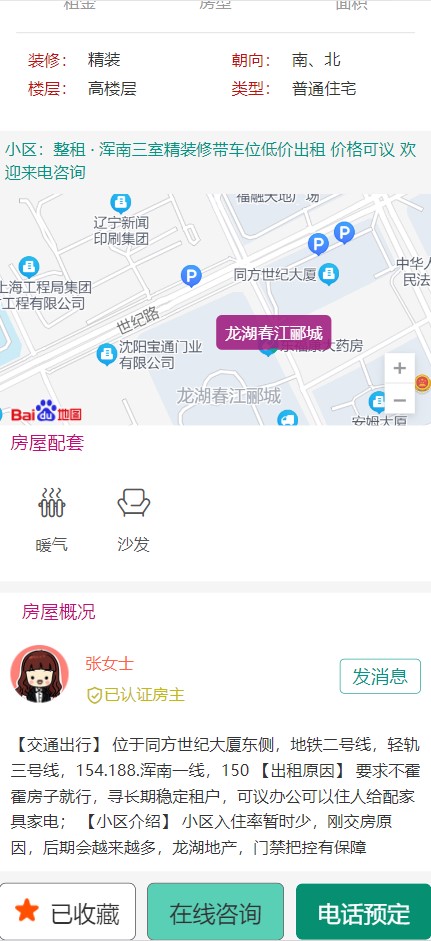 租金 房型 面积
装修： 精装 朝向： 南、北
楼层： 高楼层 类型： 普通住宅
小区：整租 · 浑南三室精装修带车位低价出租 价格可议 欢
迎来电咨询
福融天地广场
辽宁新闻
印刷集团
P
P
上海工程局集团
工程有限公司
P
同方世纪大厦
中华人
民法
世纪路
龙湖春江郦城
沈阳宝通门业
有限公司
大药房
龙湖春江郦城
+
−
安姆大厦
Bai du 地图
房屋配套
暖气 沙发
房屋概况
张女士
已认证房主
发消息
【交通出行】 位于同方世纪大厦东侧，地铁二号线，轻轨
三号线，154.188.浑南一线，150 【出租原因】 要求不霍
霍房子就行，寻长期稳定租户，可议办公可以住人给配家
具家电； 【小区介绍】 小区入住率暂时少，刚交房原
因，后期会越来越多，龙湖地产，门禁把控有保障
已收藏 在线咨询 电话预定